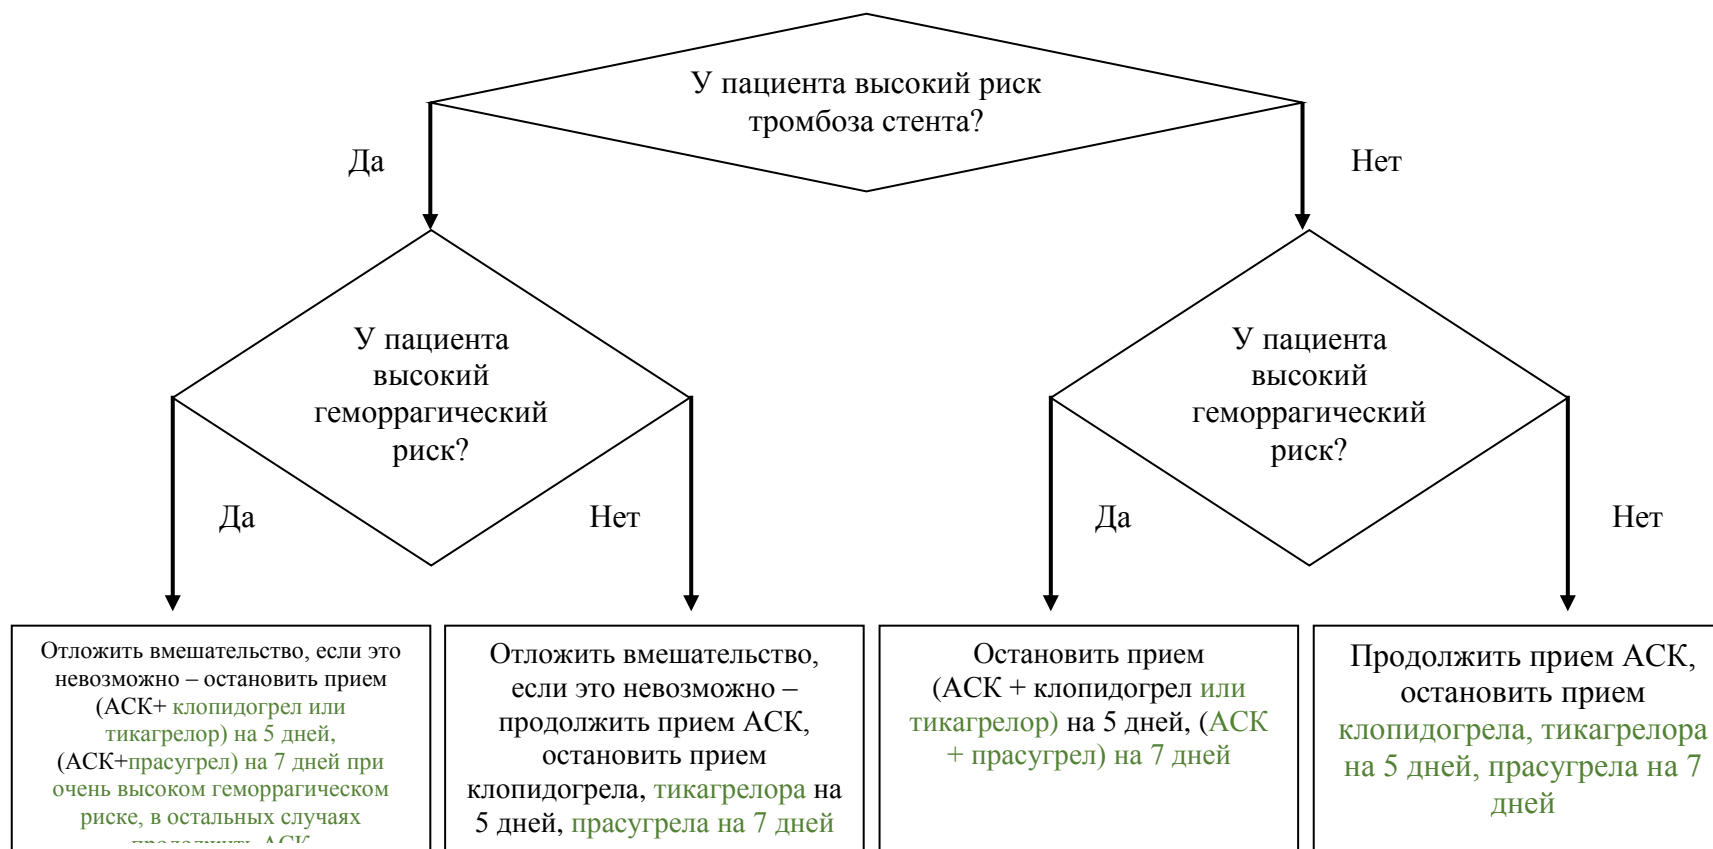 У пациента высокий риск
тромбоза стента?
Да
Нет
У пациента
высокий
геморрагический
риск?
У пациента
высокий
геморрагический
риск?
Да
Нет
Да
Нет
Отложить вмешательство, если это
невозможно – остановить прием
(АСК+ клопидогрел или
тикагрелор) на 5 дней,
(АСК+прасугрел) на 7 дней при
очень высоком геморрагическом
риске, в остальных случаях
продолжить АСК
Отложить вмешательство,
если это невозможно –
продолжить прием АСК,
остановить прием
клопидогрела, тикагрелора на
5 дней, прасугрела на 7 дней
Остановить прием
(АСК + клопидогрел или
тикагрелор) на 5 дней, (АСК
+ прасугрел) на 7 дней
Продолжить прием АСК,
остановить прием
клопидогрела, тикагрелора
на 5 дней, прасугрела на 7
дней